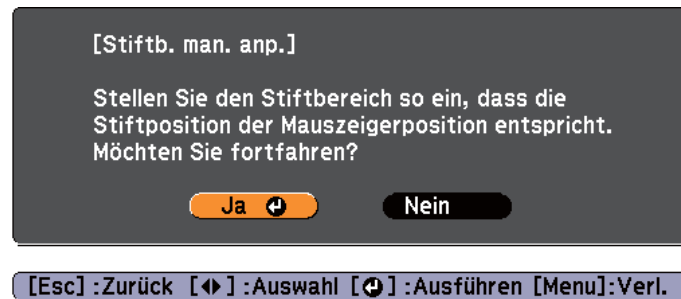 [Stiftb. man. anp.]
Stellen Sie den Stiftbereich so ein, dass die
Stiftposition der Mauszeigerposition entspricht.
Möchten Sie fortfahren?
Ja Nein
[Esc] :Zurück [ ] :Auswahl [ ] :Ausführen [Menu]:Verl.